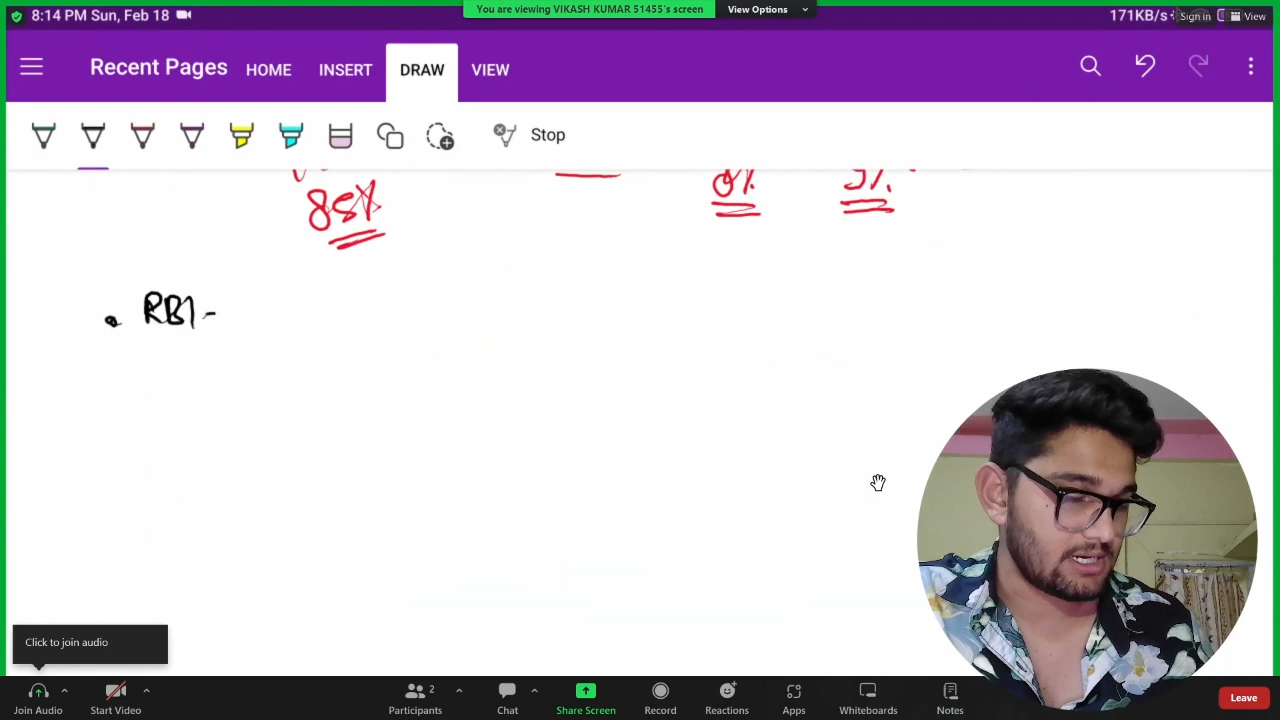 You are viewing VIKASH KUMAR 51455's screen View Options
8:14 PM Sun, Feb 18 171KB/s Sign in View
Recent Pages HOME INSERT DRAW VIEW
Stop
85%
RBI -
Click to join audio
Join Audio Start Video Participants 2 Chat Share Screen Record Reactions Apps Whiteboards Notes Leave